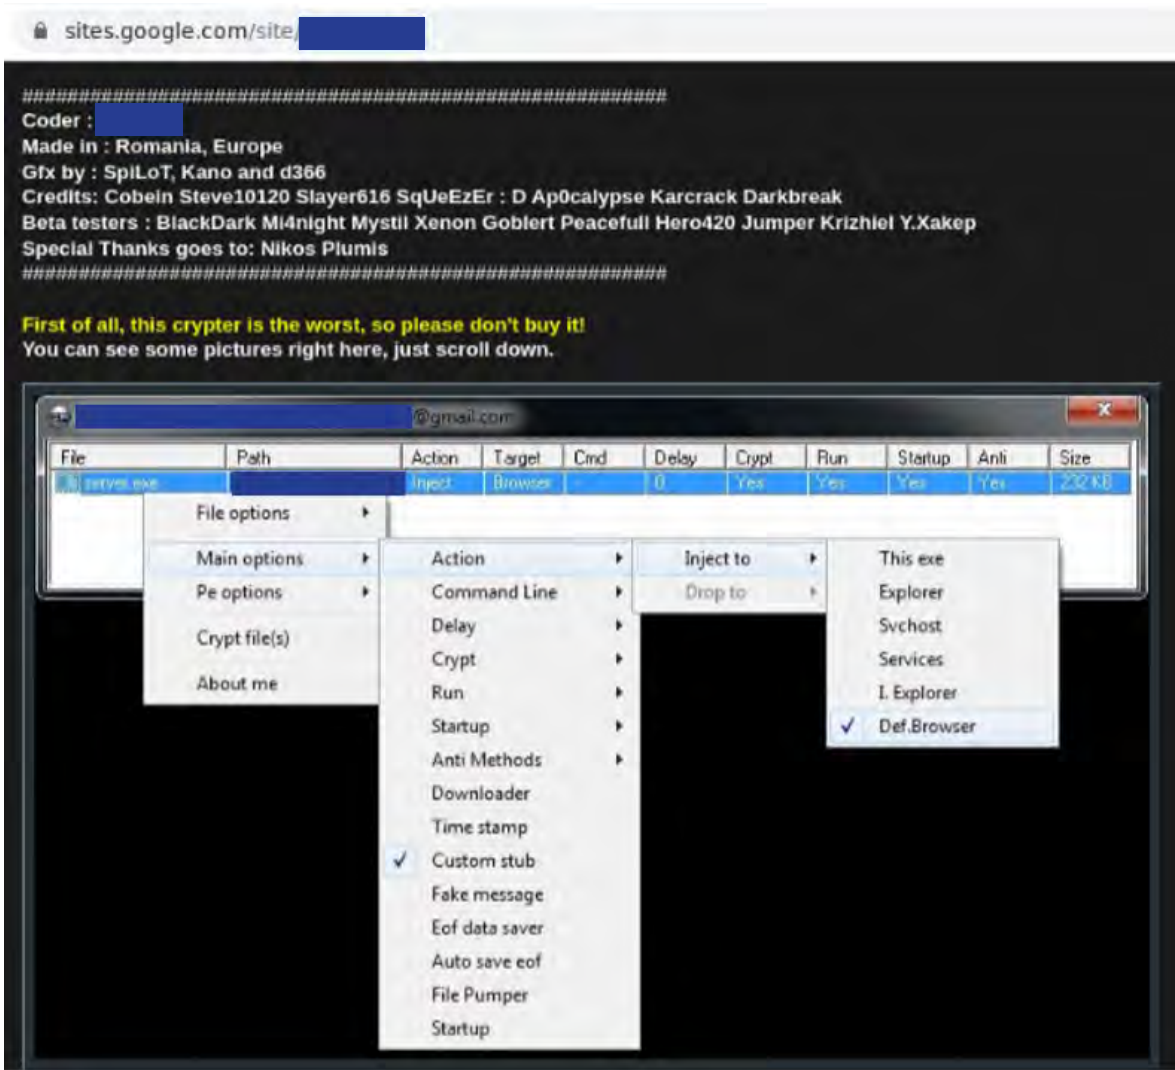 sites.google.com/site/
##########################################################
Coder :
Made in : Romania, Europe
Gfx by : SpiLoT, Kano and d366
Credits: Cobein Steve10120 Slayer616 SqUeEzEr : D Ap0calypse Karcrack Darkbreak
Beta testers : BlackDark Mi4night Mystil Xenon Goblert Peacefull Hero420 Jumper Krizhiel Y.Xakep
Special Thanks goes to: Nikos Plumis
##########################################################
First of all, this crypter is the worst, so please don't buy it!
You can see some pictures right here, just scroll down.
@gmail.com
File Path Action Target Cmd Delay Crypt Run Startup Anti Size
server.exe Inject Browser - 0 Yes Yes Yes Yes 232 KB
File options
Main options
Pe options
Crypt file(s)
About me
Action
Command Line
Delay
Crypt
Run
Startup
Anti Methods
Downloader
Time stamp
Custom stub
Fake message
Eof data saver
Auto save eof
File Pumper
Startup
Inject to
Drop to
This exe
Explorer
Svchost
Services
I. Explorer
Def.Browser